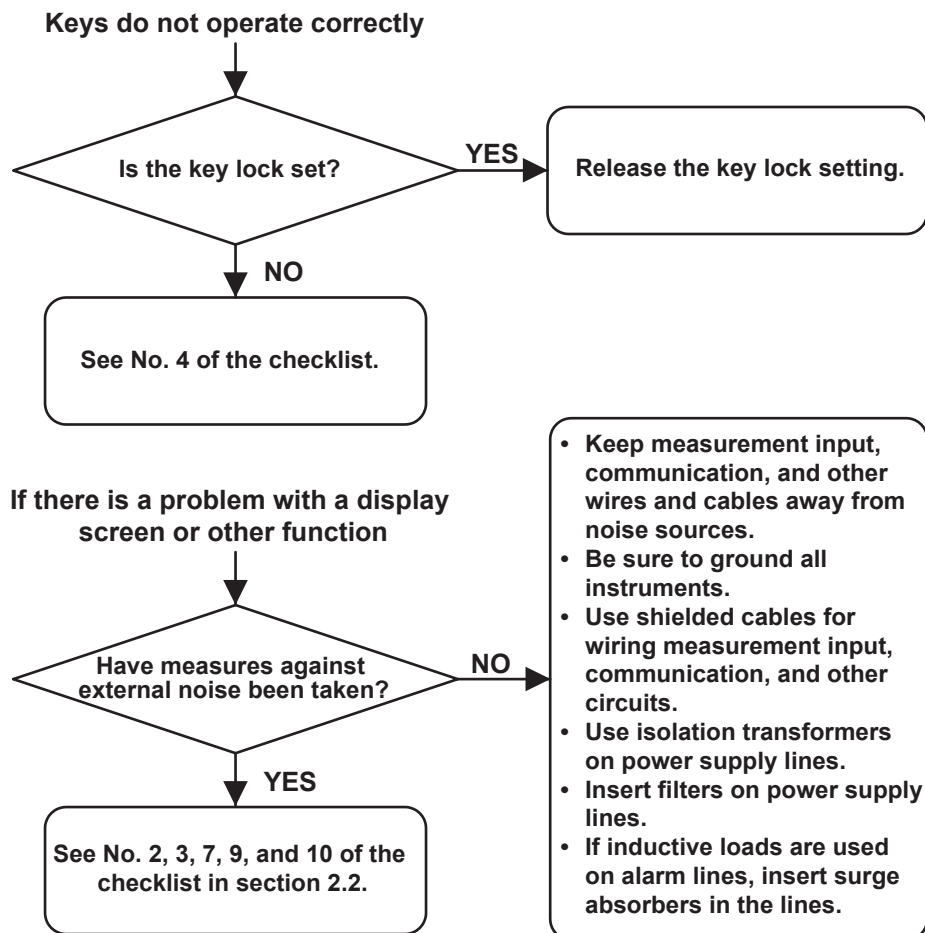 Keys do not operate correctly
Is the key lock set?
YES
Release the key lock setting.
NO
See No. 4 of the checklist.
If there is a problem with a display
screen or other function
Have measures against
external noise been taken?
NO
• Keep measurement input,
communication, and other
wires and cables away from
noise sources.
• Be sure to ground all
instruments.
• Use shielded cables for
wiring measurement input,
communication, and other
circuits.
• Use isolation transformers
on power supply lines.
• Insert filters on power supply
lines.
• If inductive loads are used
on alarm lines, insert surge
absorbers in the lines.
YES
See No. 2, 3, 7, 9, and 10 of the
checklist in section 2.2.